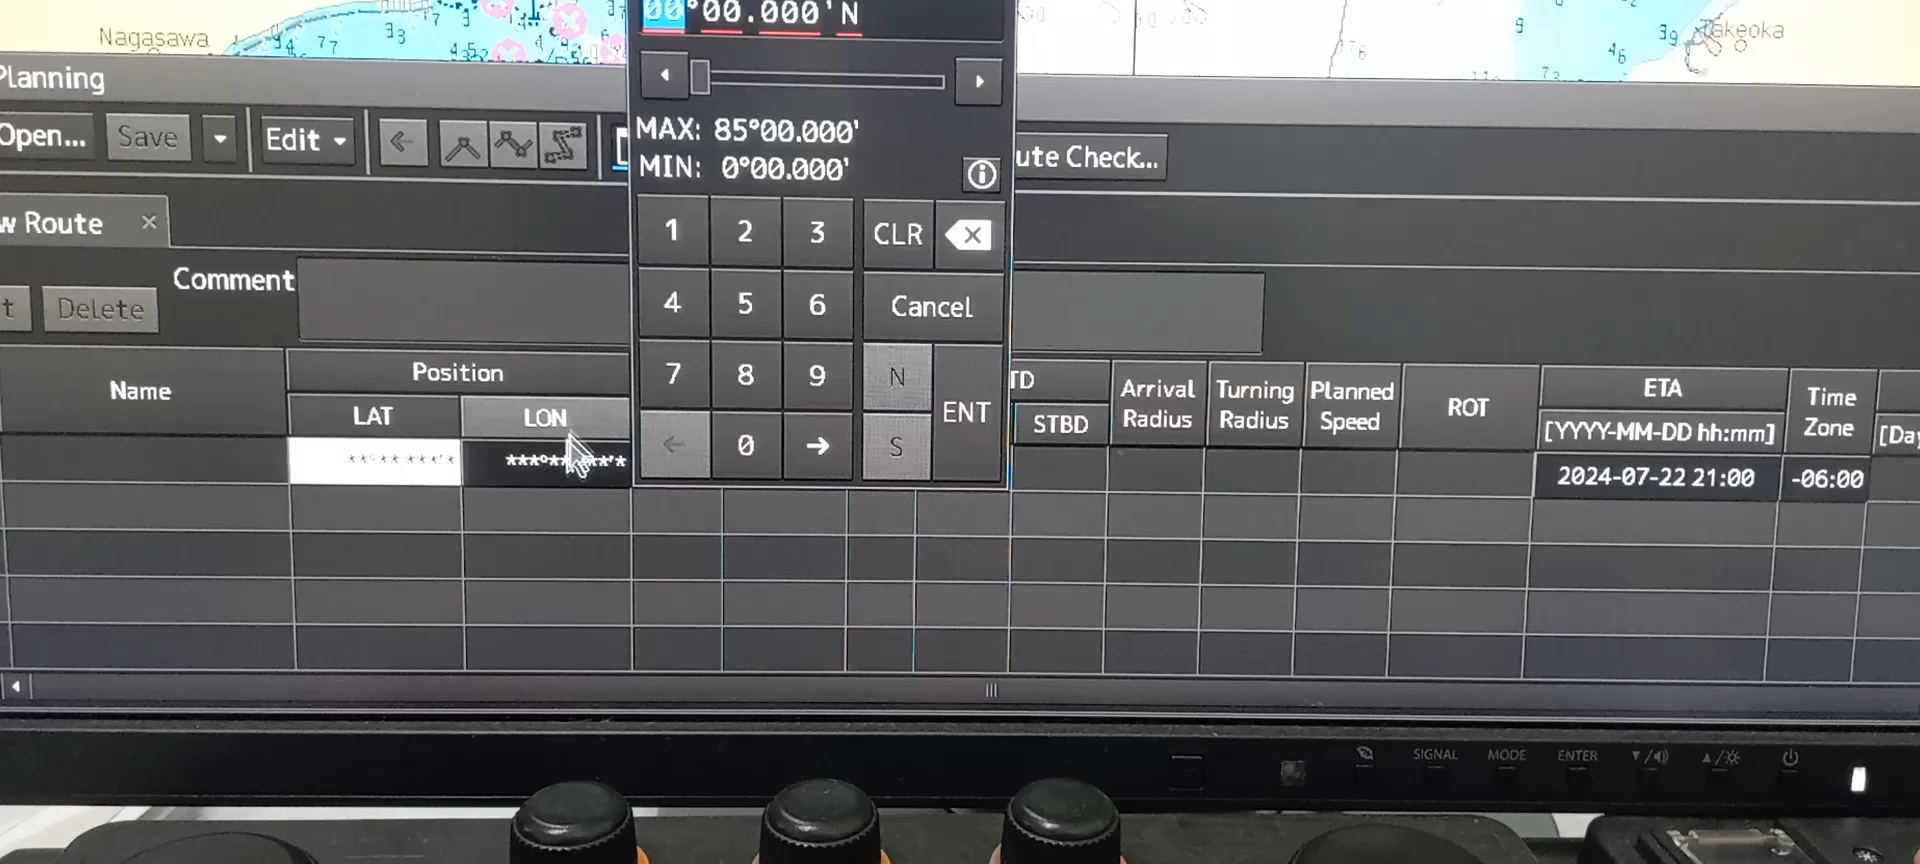 00°00.000'N
Nagasawa
Takeoka
Planning
MAX: 85°00.000'
MIN: 0°00.000'
Open...
Save
Edit
ute Check...
w Route ×
1 2 3 CLR
Comment
t
Delete
4 5 6 Cancel
7 8 9 N ENT
← 0 → S
Name
Position
LAT
LON
TD
STBD
Arrival
Radius
Turning
Radius
Planned
Speed
ROT
ETA
[YYYY-MM-DD hh:mm]
Time
Zone
[Day
**°**.***'*
2024-07-22 21:00
-06:00
SIGNAL MODE ENTER